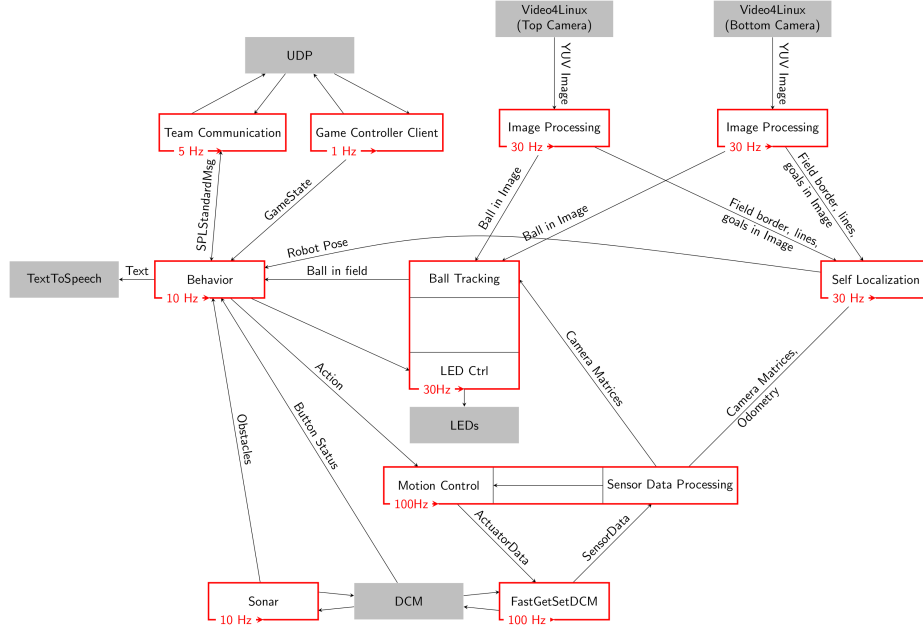 Video4Linux
(Top Camera)
Video4Linux
(Bottom Camera)
UDP
YUV Image
YUV Image
Team Communication
5 Hz
Game Controller Client
1 Hz
Image Processing
30 Hz
Image Processing
30 Hz
SPLStandardMsg
GameState
Ball in Image
Ball in Image
Field border, lines,
goals in Image
Field border, lines,
goals in Image
Robot Pose
TextToSpeech
Text
Behavior
10 Hz
Ball in field
Ball Tracking
Self Localization
30 Hz
LED Ctrl
30Hz
LEDs
Action
Button Status
Obstacles
Camera Matrices
Camera Matrices,
Odometry
Motion Control
100Hz
Sensor Data Processing
ActuatorData
SensorData
Sonar
10 Hz
DCM
FastGetSetDCM
100 Hz